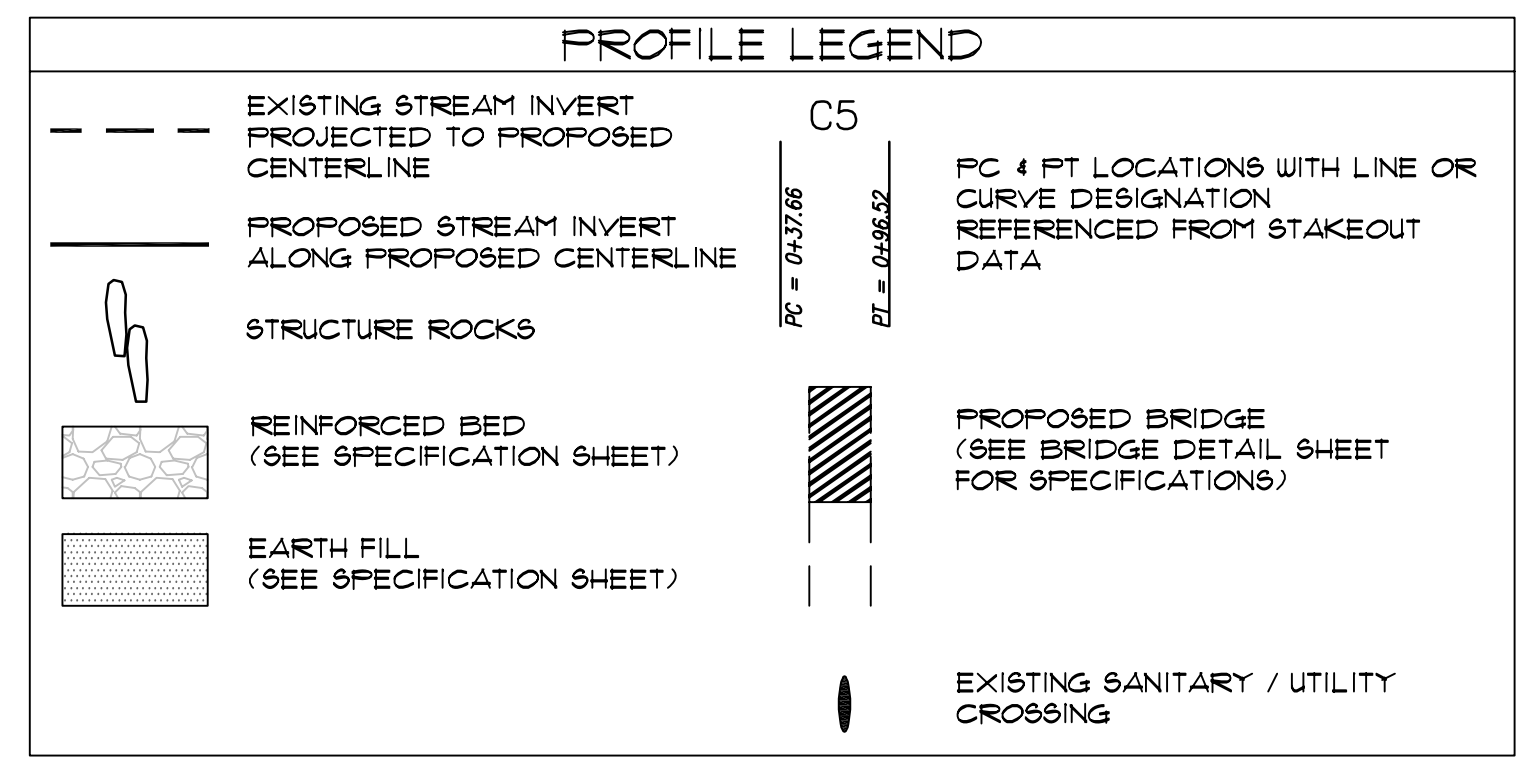 PROFILE LEGEND
EXISTING STREAM INVERT
PROJECTED TO PROPOSED
CENTERLINE
PROPOSED STREAM INVERT
ALONG PROPOSED CENTERLINE
STRUCTURE ROCKS
REINFORCED BED
(SEE SPECIFICATION SHEET)
EARTH FILL
(SEE SPECIFICATION SHEET)
C5
PC = 0+37.66
PT = 0+96.52
PC & PT LOCATIONS WITH LINE OR
CURVE DESIGNATION
REFERENCED FROM STAKEOUT
DATA
PROPOSED BRIDGE
(SEE BRIDGE DETAIL SHEET
FOR SPECIFICATIONS)
EXISTING SANITARY / UTILITY
CROSSING